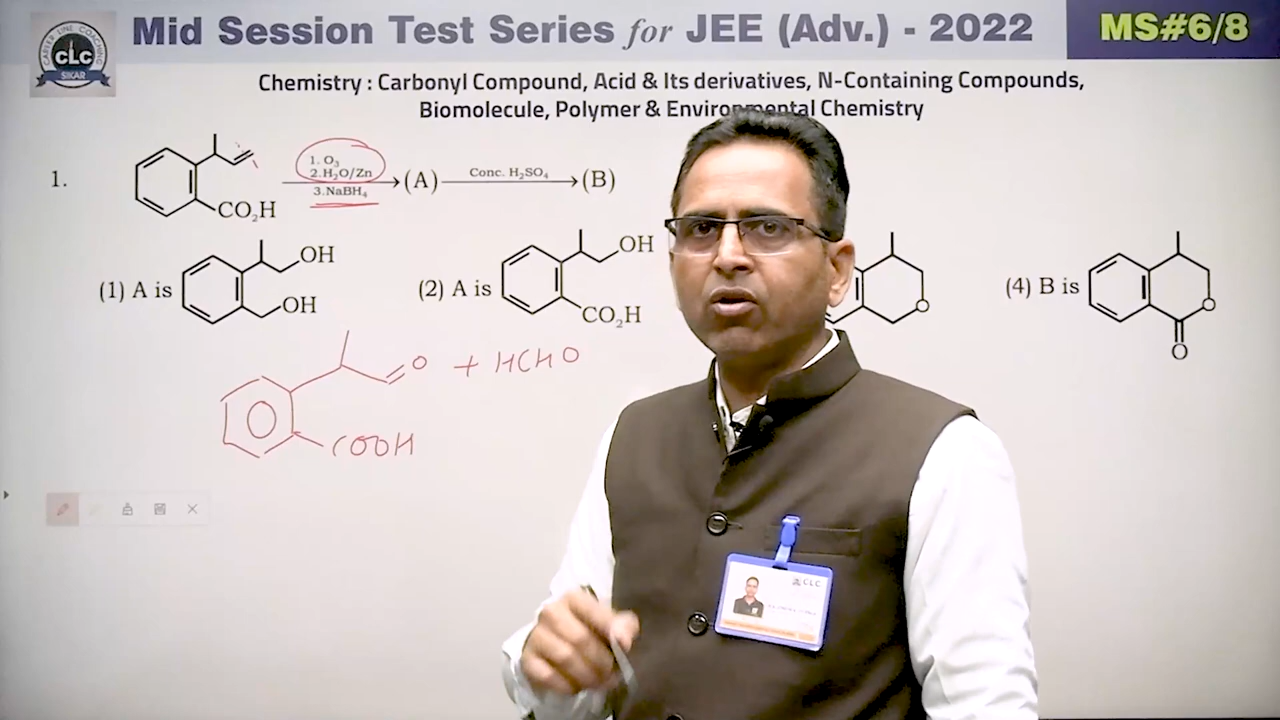 Mid Session Test Series for JEE (Adv.) - 2022
MS#6/8
CLC
SIKAR
Chemistry : Carbonyl Compound, Acid & Its derivatives, N-Containing Compounds,
Biomolecule, Polymer & Environmental Chemistry
1.
CO₂H
1. O₃
2.H₂O/Zn
3.NaBH₄
(A)
Conc. H₂SO₄
(B)
(1) A is
OH
OH
(2) A is
OH
CO₂H
O
(4) B is
O
O
O + HCHO
COOH
CLC